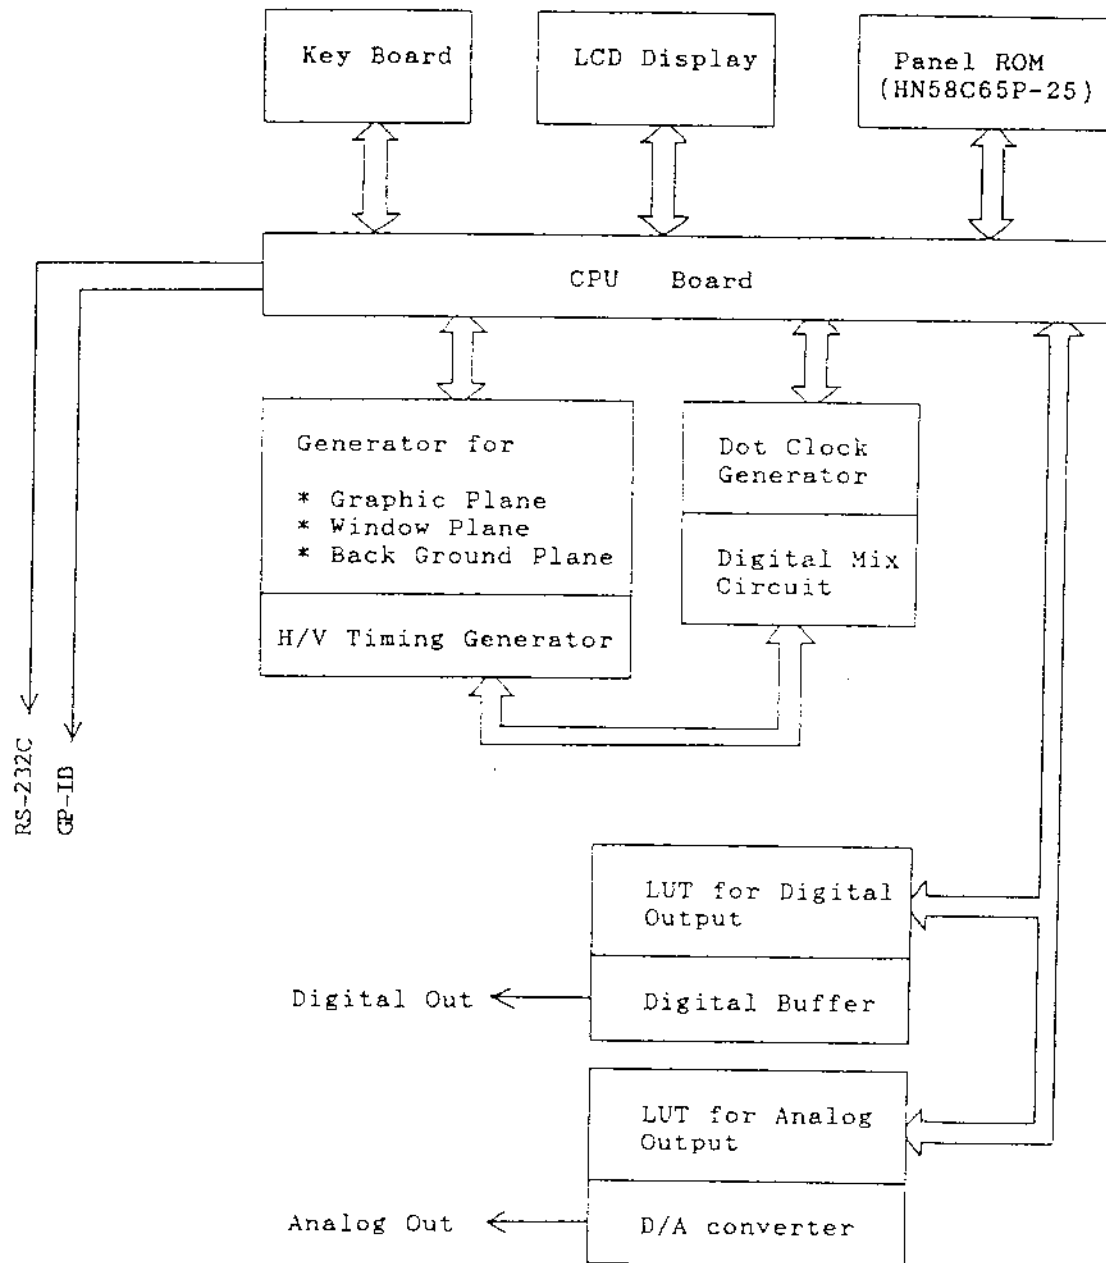 Key Board
LCD Display
Panel ROM
(HN58C65P-25)
CPU Board
Generator for
* Graphic Plane
* Window Plane
* Back Ground Plane
H/V Timing Generator
Dot Clock
Generator
Digital Mix
Circuit
RS-232C
GP-IB
LUT for Digital
Output
Digital Buffer
Digital Out
LUT for Analog
Output
D/A converter
Analog Out